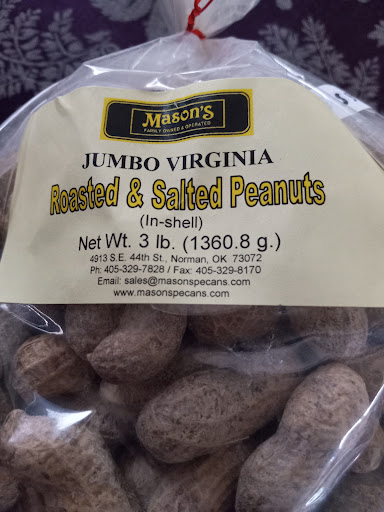 Mason's
FAMILY OWNED & OPERATED
JUMBO VIRGINIA
Roasted & Salted Peanuts
(In-shell)
Net Wt. 3 lb. (1360.8 g.)
4913 S.E. 44th St., Norman, OK 73072
Ph: 405-329-7828 / Fax: 405-329-8170
Email: sales@masonspecans.com
www.masonspecans.com